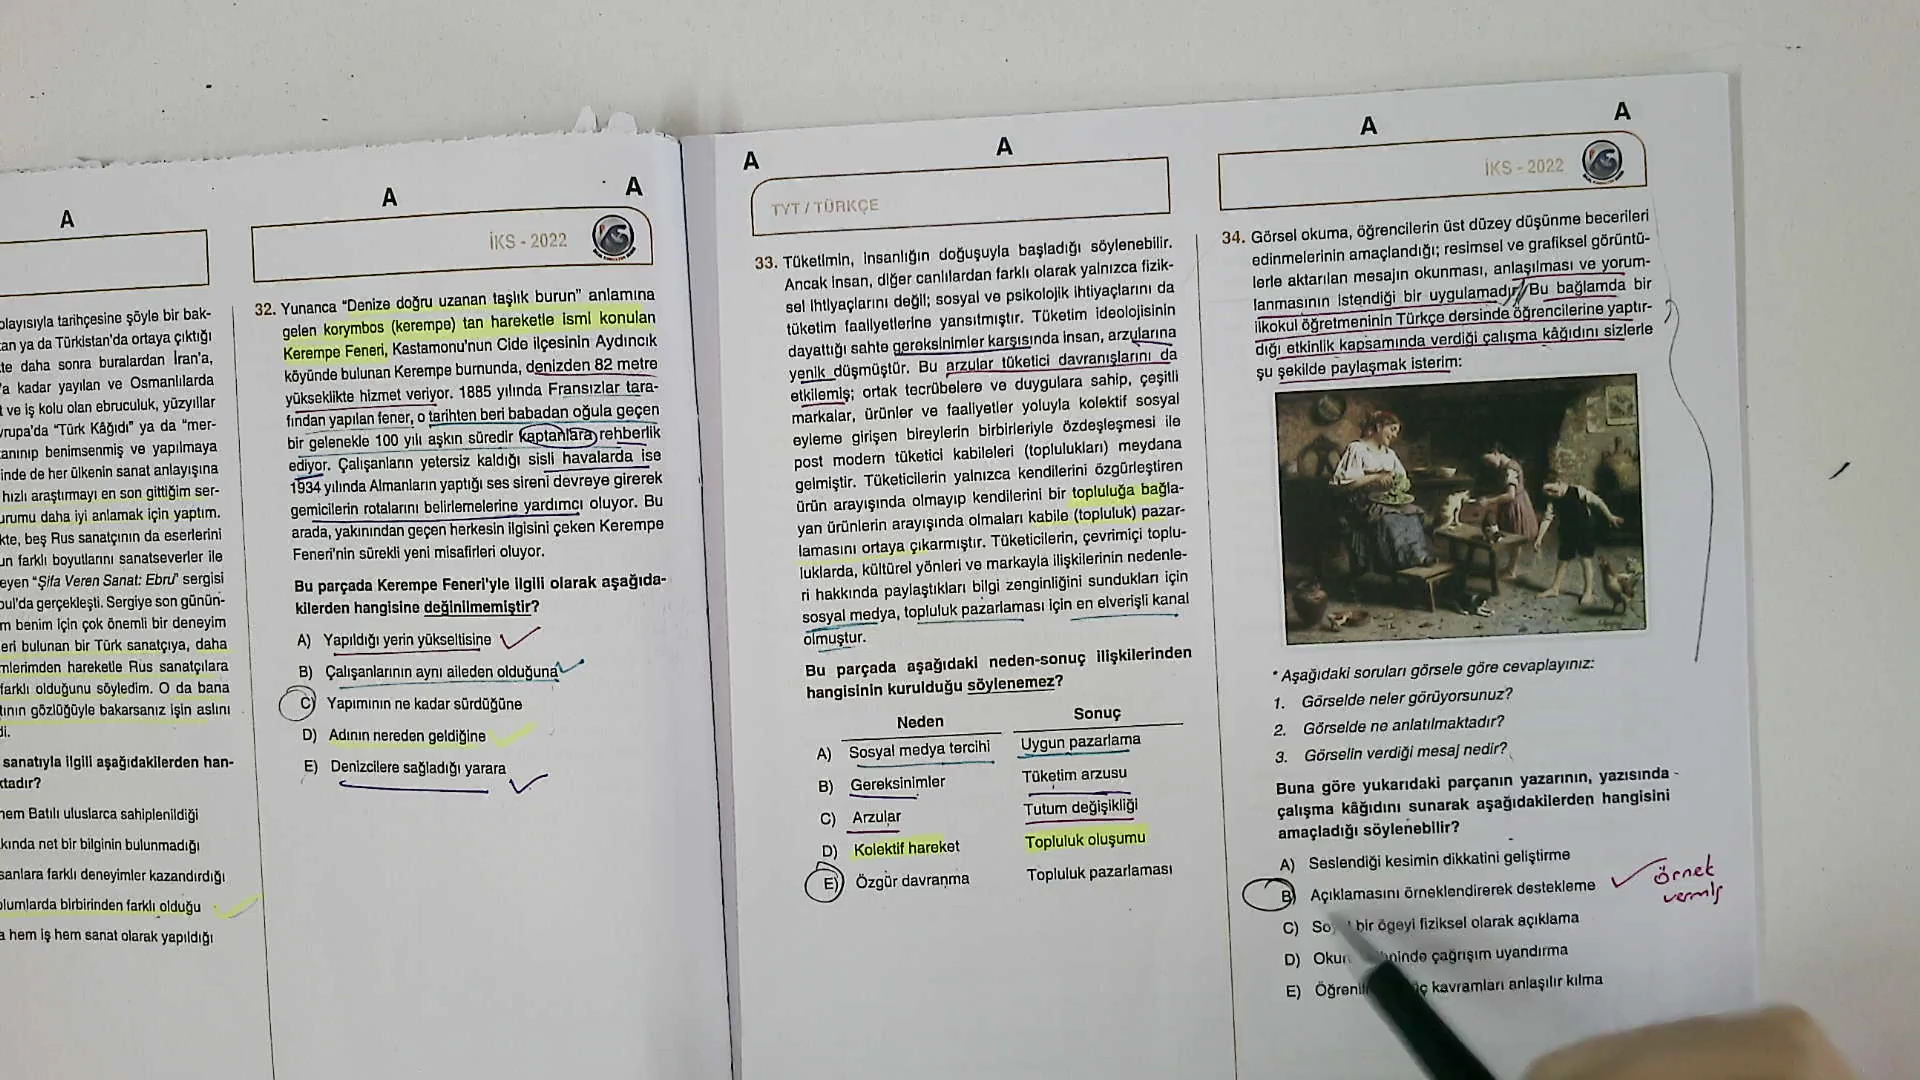 A
olayısıyla tarihçesine şöyle bir bak-
an ya da Türkistan'da ortaya çıktığı
te daha sonra buralardan İran'a,
'a kadar yayılan ve Osmanlılarda
t ve iş kolu olan ebruculuk, yüzyıllar
vrupa'da "Türk Kâğıdı" ya da "mer-
anınıp benimsenmiş ve yapılmaya
inde de her ülkenin sanat anlayışına
hızlı araştırmayı en son gittiğim ser-
urumu daha iyi anlamak için yaptım.
kte, beş Rus sanatçının da eserlerini
un farklı boyutlarını sanatseverler ile
eyen "Şifa Veren Sanat: Ebru" sergisi
bul'da gerçekleşti. Sergiye son günün-
m benim için çok önemli bir deneyim
eri bulunan bir Türk sanatçıya, daha
mlerimden hareketle Rus sanatçılara
farklı olduğunu söyledim. O da bana
tının gözlüğüyle bakarsanız işin aslını
di.
sanatıyla ilgili aşağıdakilerden han-
ktadır?
hem Batılı uluslarca sahiplenildiği
kında net bir bilginin bulunmadığı
sanlara farklı deneyimler kazandırdığı
olumlarda birbirinden farklı olduğu
a hem iş hem sanat olarak yapıldığı
A A
İKS - 2022
32. Yunanca "Denize doğru uzanan taşlık burun" anlamına
gelen korymbos (kerempe) tan hareketle ismi konulan
Kerempe Feneri, Kastamonu'nun Cide ilçesinin Aydıncık
köyünde bulunan Kerempe burnunda, denizden 82 metre
yükseklikte hizmet veriyor. 1885 yılında Fransızlar tara-
fından yapılan fener, o tarihten beri babadan oğula geçen
bir gelenekle 100 yılı aşkın süredir kaptanlara rehberlik
ediyor. Çalışanların yetersiz kaldığı sisli havalarda ise
1934 yılında Almanların yaptığı ses sireni devreye girerek
gemicilerin rotalarını belirlemelerine yardımcı oluyor. Bu
arada, yakınından geçen herkesin ilgisini çeken Kerempe
Feneri'nin sürekli yeni misafirleri oluyor.
Bu parçada Kerempe Feneri'yle ilgili olarak aşağıda-
kilerden hangisine değinilmemiştir?
A) Yapıldığı yerin yükseltisine
B) Çalışanlarının aynı aileden olduğuna
C) Yapımının ne kadar sürdüğüne
D) Adının nereden geldiğine
E) Denizcilere sağladığı yarara
A A
TYT / TÜRKÇE
33. Tüketimin, insanlığın doğuşuyla başladığı söylenebilir.
Ancak insan, diğer canlılardan farklı olarak yalnızca fizik-
sel ihtiyaçlarını değil; sosyal ve psikolojik ihtiyaçlarını da
tüketim faaliyetlerine yansıtmıştır. Tüketim ideolojisinin
dayattığı sahte gereksinimler karşısında insan, arzularına
yenik düşmüştür. Bu arzular tüketici davranışlarını da
etkilemiş; ortak tecrübelere ve duygulara sahip, çeşitli
markalar, ürünler ve faaliyetler yoluyla kolektif sosyal
eyleme girişen bireylerin birbirleriyle özdeşleşmesi ile
post modern tüketici kabileleri (toplulukları) meydana
gelmiştir. Tüketicilerin yalnızca kendilerini özgürleştiren
ürün arayışında olmayıp kendilerini bir topluluğa bağla-
yan ürünlerin arayışında olmaları kabile (topluluk) pazar-
lamasını ortaya çıkarmıştır. Tüketicilerin, çevrimiçi toplu-
luklarda, kültürel yönleri ve markayla ilişkilerinin nedenle-
ri hakkında paylaştıkları bilgi zenginliğini sundukları için
sosyal medya, topluluk pazarlaması için en elverişli kanal
olmuştur.
Bu parçada aşağıdaki neden-sonuç ilişkilerinden
hangisinin kurulduğu söylenemez?
Neden Sonuç
A) Sosyal medya tercihi Uygun pazarlama
B) Gereksinimler Tüketim arzusu
C) Arzular Tutum değişikliği
D) Kolektif hareket Topluluk oluşumu
E) Özgür davranma Topluluk pazarlaması
A A
İKS - 2022
34. Görsel okuma, öğrencilerin üst düzey düşünme becerileri
edinmelerinin amaçlandığı; resimsel ve grafiksel görüntü-
lerle aktarılan mesajın okunması, anlaşılması ve yorum-
lanmasının istendiği bir uygulamadır. Bu bağlamda bir
ilkokul öğretmeninin Türkçe dersinde öğrencilerine yaptır-
dığı etkinlik kapsamında verdiği çalışma kâğıdını sizlerle
şu şekilde paylaşmak isterim:
* Aşağıdaki soruları görsele göre cevaplayınız:
1. Görselde neler görüyorsunuz?
2. Görselde ne anlatılmaktadır?
3. Görselin verdiği mesaj nedir?
Buna göre yukarıdaki parçanın yazarının, yazısında
çalışma kâğıdını sunarak aşağıdakilerden hangisini
amaçladığı söylenebilir?
A) Seslendiği kesimin dikkatini geliştirme
B) Açıklamasını örneklendirerek destekleme
örnek
vermiş
C) bir ögeyi fiziksel olarak açıklama
D) çağrışım uyandırma
E) kavramları anlaşılır kılma